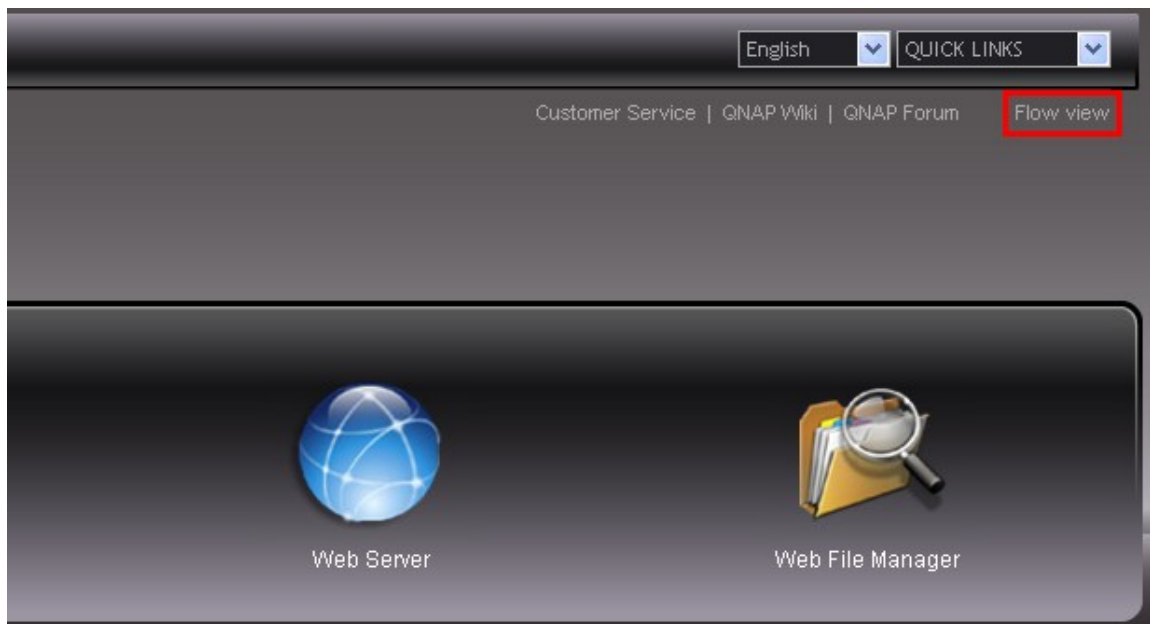 English QUICK LINKS
Customer Service | QNAP Wiki | QNAP Forum Flow view
Web Server Web File Manager